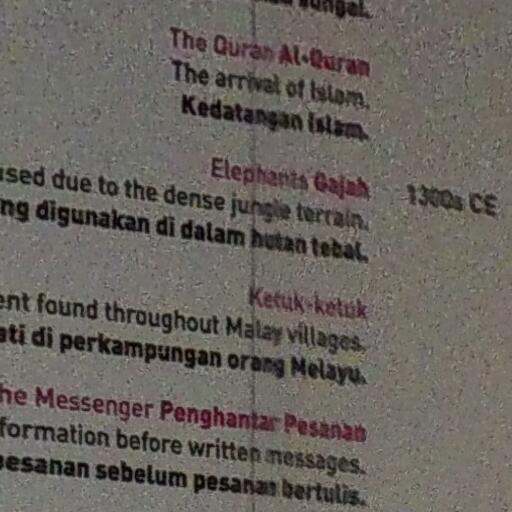 sungai.
The Quran Al-Quran
The arrival of Islam.
Kedatangan Islam.
Elephants Gajah 1300s CE
used due to the dense jungle terrain.
ng digunakan di dalam hutan tebal.
Ketuk-ketuk
ent found throughout Malay villages.
ati di perkampungan orang Melayu.
he Messenger Penghantar Pesanan
formation before written messages.
pesanan sebelum pesanan bertulis.